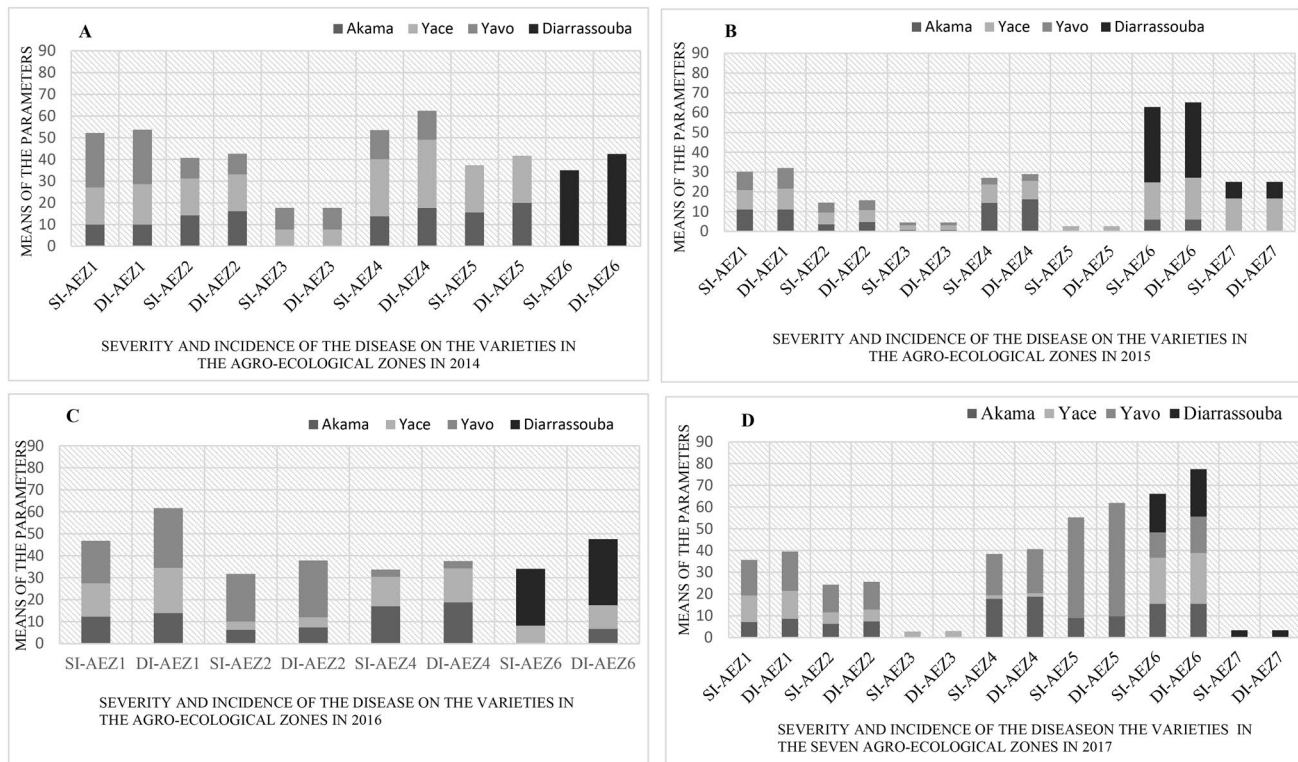 A
Akama Yace Yavo Diarrassouba
MEANS OF THE PARAMETERS
90
80
70
60
50
40
30
20
10
0
SI-AEZ1 DI-AEZ1 SI-AEZ2 DI-AEZ2 SI-AEZ3 DI-AEZ3 SI-AEZ4 DI-AEZ4 SI-AEZ5 DI-AEZ5 SI-AEZ6 DI-AEZ6
SEVERITY AND INCIDENCE OF THE DISEASE ON THE VARIETIES IN
THE AGRO-ECOLOGICAL ZONES IN 2014
B
Akama Yace Yavo Diarrassouba
MEANS OF THE PARAMETERS
90
80
70
60
50
40
30
20
10
0
SI-AEZ1 DI-AEZ1 SI-AEZ2 DI-AEZ2 SI-AEZ3 DI-AEZ3 SI-AEZ4 DI-AEZ4 SI-AEZ5 DI-AEZ5 SI-AEZ6 DI-AEZ6 SI-AEZ7 DI-AEZ7
SEVERITY AND INCIDENCE OF THE DISEASE ON THE VARIETIES IN
THE AGRO-ECOLOGICAL ZONES IN 2015
C
Akama Yace Yavo Diarrassouba
MEANS OF THE PARAMETERS
90
80
70
60
50
40
30
20
10
0
SI-AEZ1 DI-AEZ1 SI-AEZ2 DI-AEZ2 SI-AEZ4 DI-AEZ4 SI-AEZ6 DI-AEZ6
SEVERITY AND INCIDENCE OF THE DISEASE ON THE VARIETIES IN
THE AGRO-ECOLOGICAL ZONES IN 2016
D
Akama Yace Yavo Diarrassouba
MEANS OF THE PARAMETERS
90
80
70
60
50
40
30
20
10
0
SI-AEZ1 DI-AEZ1 SI-AEZ2 DI-AEZ2 SI-AEZ3 DI-AEZ3 SI-AEZ4 DI-AEZ4 SI-AEZ5 DI-AEZ5 SI-AEZ6 DI-AEZ6 SI-AEZ7 DI-AEZ7
SEVERITY AND INCIDENCE OF THE DISEASEON THE VARIETIES IN
THE SEVEN AGRO-ECOLOGICAL ZONES IN 2017